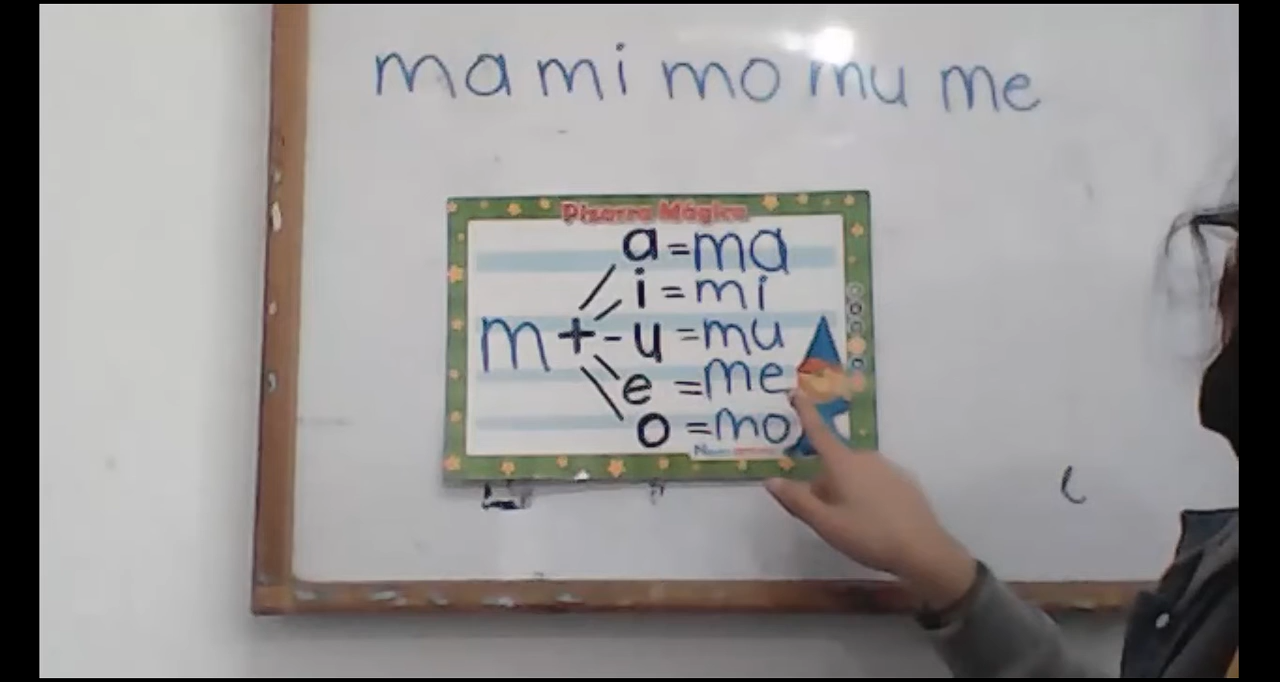 ma mi mo mu me
Pizarra Mágica
a = ma
i = mi
m + - u = mu
e = me
o = mo